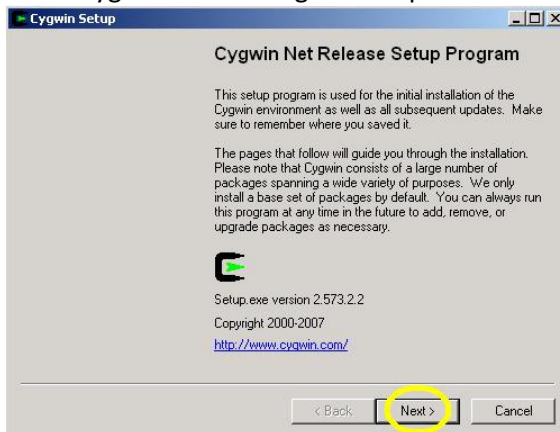 Cygwin Setup
Cygwin Net Release Setup Program
This setup program is used for the initial installation of the
Cygwin environment as well as all subsequent updates. Make
sure to remember where you saved it.
The pages that follow will guide you through the installation.
Please note that Cygwin consists of a large number of
packages spanning a wide variety of purposes. We only
install a base set of packages by default. You can always run
this program at any time in the future to add, remove, or
upgrade packages as necessary.
Setup.exe version 2.573.2.2
Copyright 2000-2007
http://www.cygwin.com/
< Back Next > Cancel